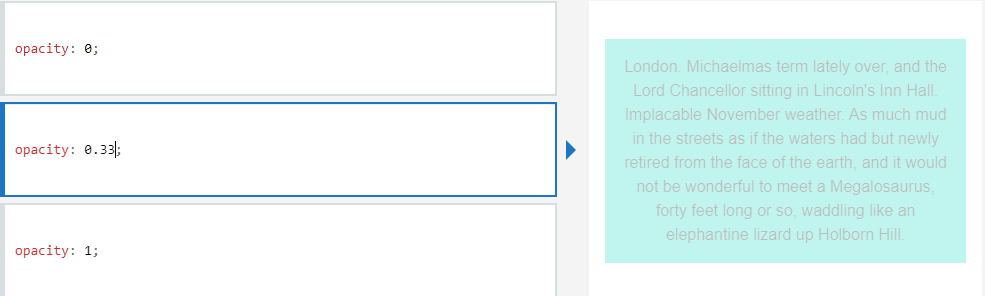 opacity: 0;
opacity: 0.33;
opacity: 1;
London. Michaelmas term lately over, and the
Lord Chancellor sitting in Lincoln's Inn Hall.
Implacable November weather. As much mud
in the streets as if the waters had but newly
retired from the face of the earth, and it would
not be wonderful to meet a Megalosaurus,
forty feet long or so, waddling like an
elephantine lizard up Holborn Hill.